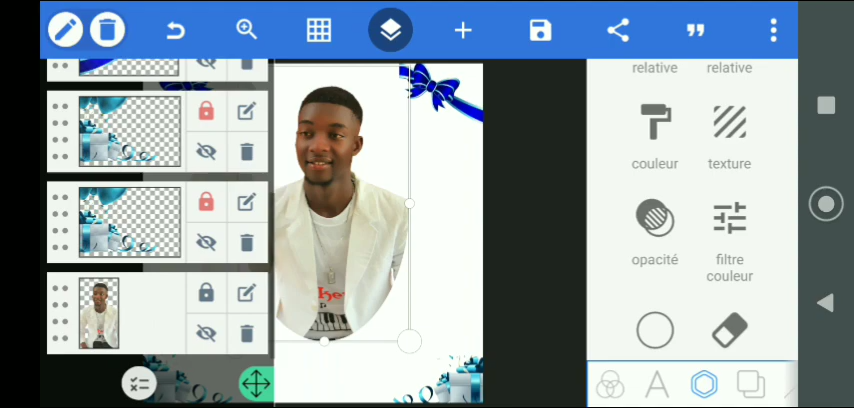 relative
relative
couleur
texture
opacité
filtre
couleur